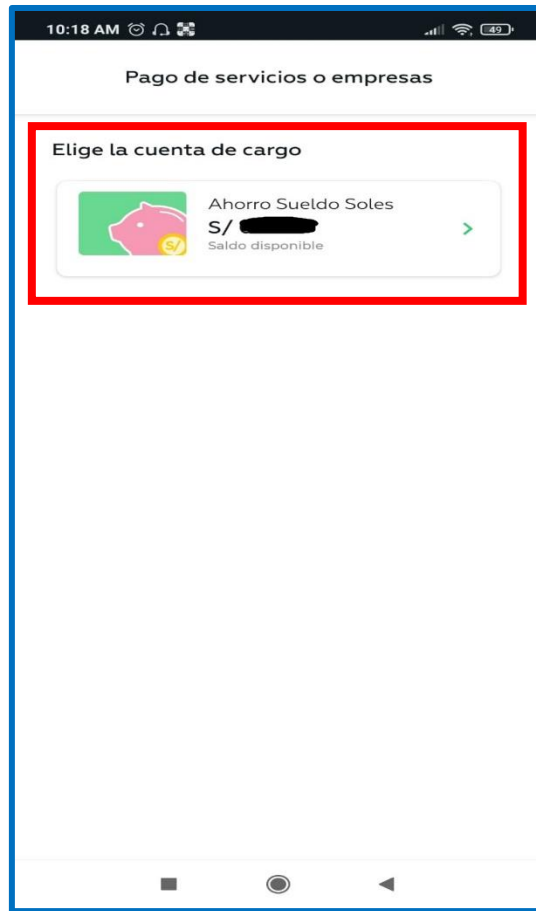 10:18 AM
49
Pago de servicios o empresas
Elige la cuenta de cargo
Ahorro Sueldo Soles
S/
S/
Saldo disponible